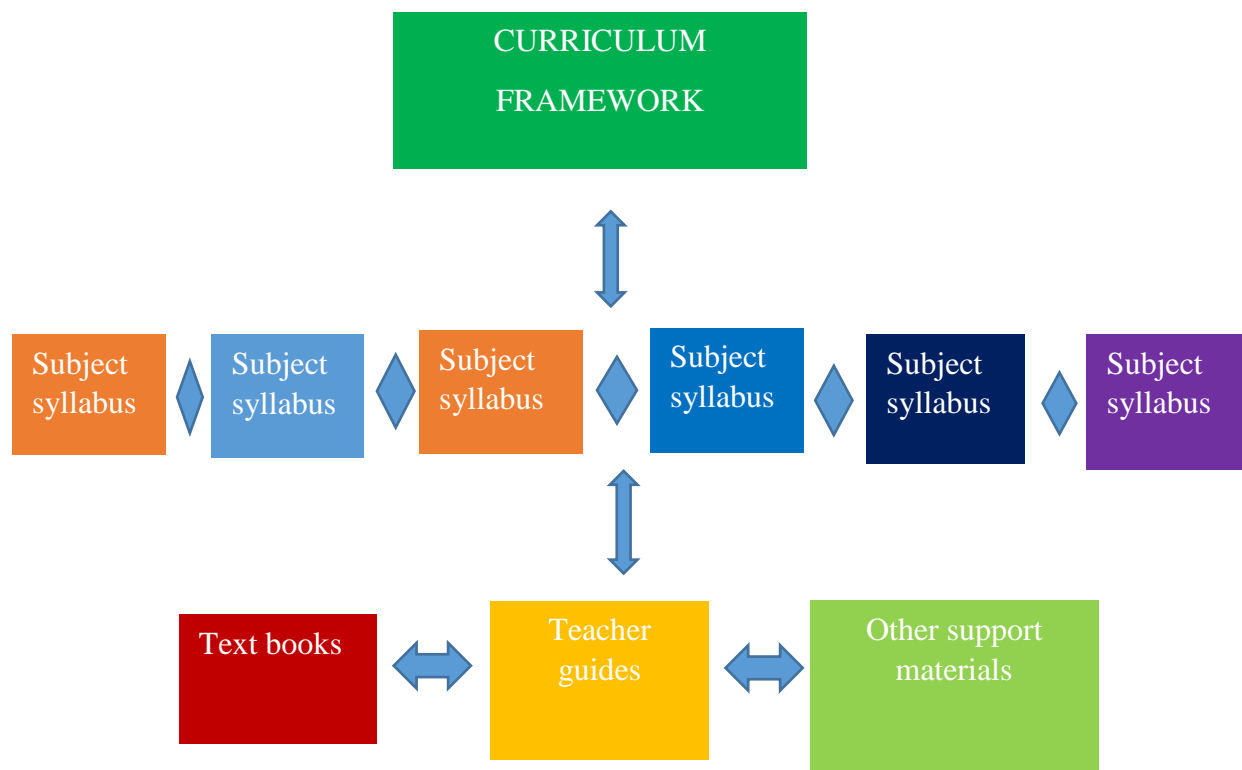 CURRICULUM
FRAMEWORK
Subject
syllabus
Subject
syllabus
Subject
syllabus
Subject
syllabus
Subject
syllabus
Subject
syllabus
Text books
Teacher
guides
Other support
materials